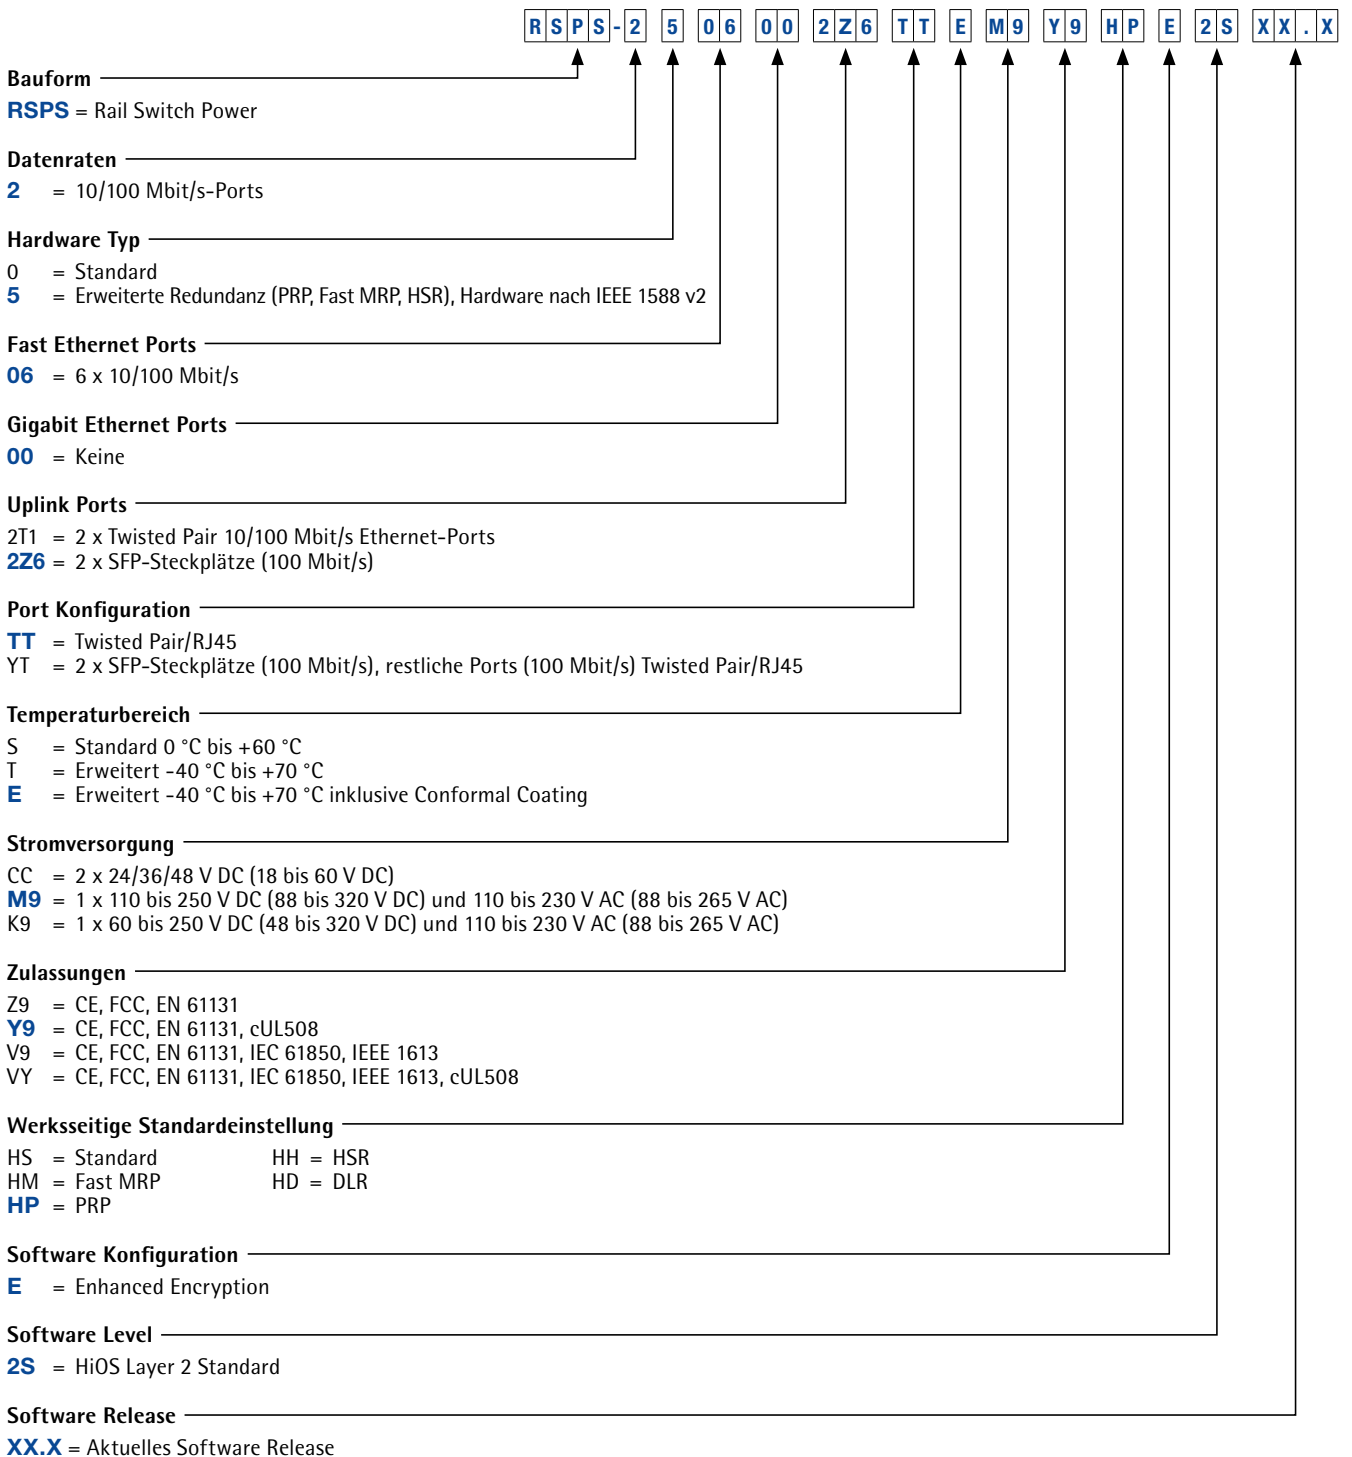 RSPS-2 5 06 00 2Z6 TT E M9 Y9 HP E 2S XX.X
Bauform
RSPS = Rail Switch Power
Datenraten
2 = 10/100 Mbit/s-Ports
Hardware Typ
0 = Standard
5 = Erweiterte Redundanz (PRP, Fast MRP, HSR), Hardware nach IEEE 1588 v2
Fast Ethernet Ports
06 = 6 x 10/100 Mbit/s
Gigabit Ethernet Ports
00 = Keine
Uplink Ports
2T1 = 2 x Twisted Pair 10/100 Mbit/s Ethernet-Ports
2Z6 = 2 x SFP-Steckplätze (100 Mbit/s)
Port Konfiguration
TT = Twisted Pair/RJ45
YT = 2 x SFP-Steckplätze (100 Mbit/s), restliche Ports (100 Mbit/s) Twisted Pair/RJ45
Temperaturbereich
S = Standard 0 °C bis +60 °C
T = Erweitert -40 °C bis +70 °C
E = Erweitert -40 °C bis +70 °C inklusive Conformal Coating
Stromversorgung
CC = 2 x 24/36/48 V DC (18 bis 60 V DC)
M9 = 1 x 110 bis 250 V DC (88 bis 320 V DC) und 110 bis 230 V AC (88 bis 265 V AC)
K9 = 1 x 60 bis 250 V DC (48 bis 320 V DC) und 110 bis 230 V AC (88 bis 265 V AC)
Zulassungen
Z9 = CE, FCC, EN 61131
Y9 = CE, FCC, EN 61131, cUL508
V9 = CE, FCC, EN 61131, IEC 61850, IEEE 1613
VY = CE, FCC, EN 61131, IEC 61850, IEEE 1613, cUL508
Werksseitige Standardeinstellung
HS = Standard HH = HSR
HM = Fast MRP HD = DLR
HP = PRP
Software Konfiguration
E = Enhanced Encryption
Software Level
2S = HiOS Layer 2 Standard
Software Release
XX.X = Aktuelles Software Release